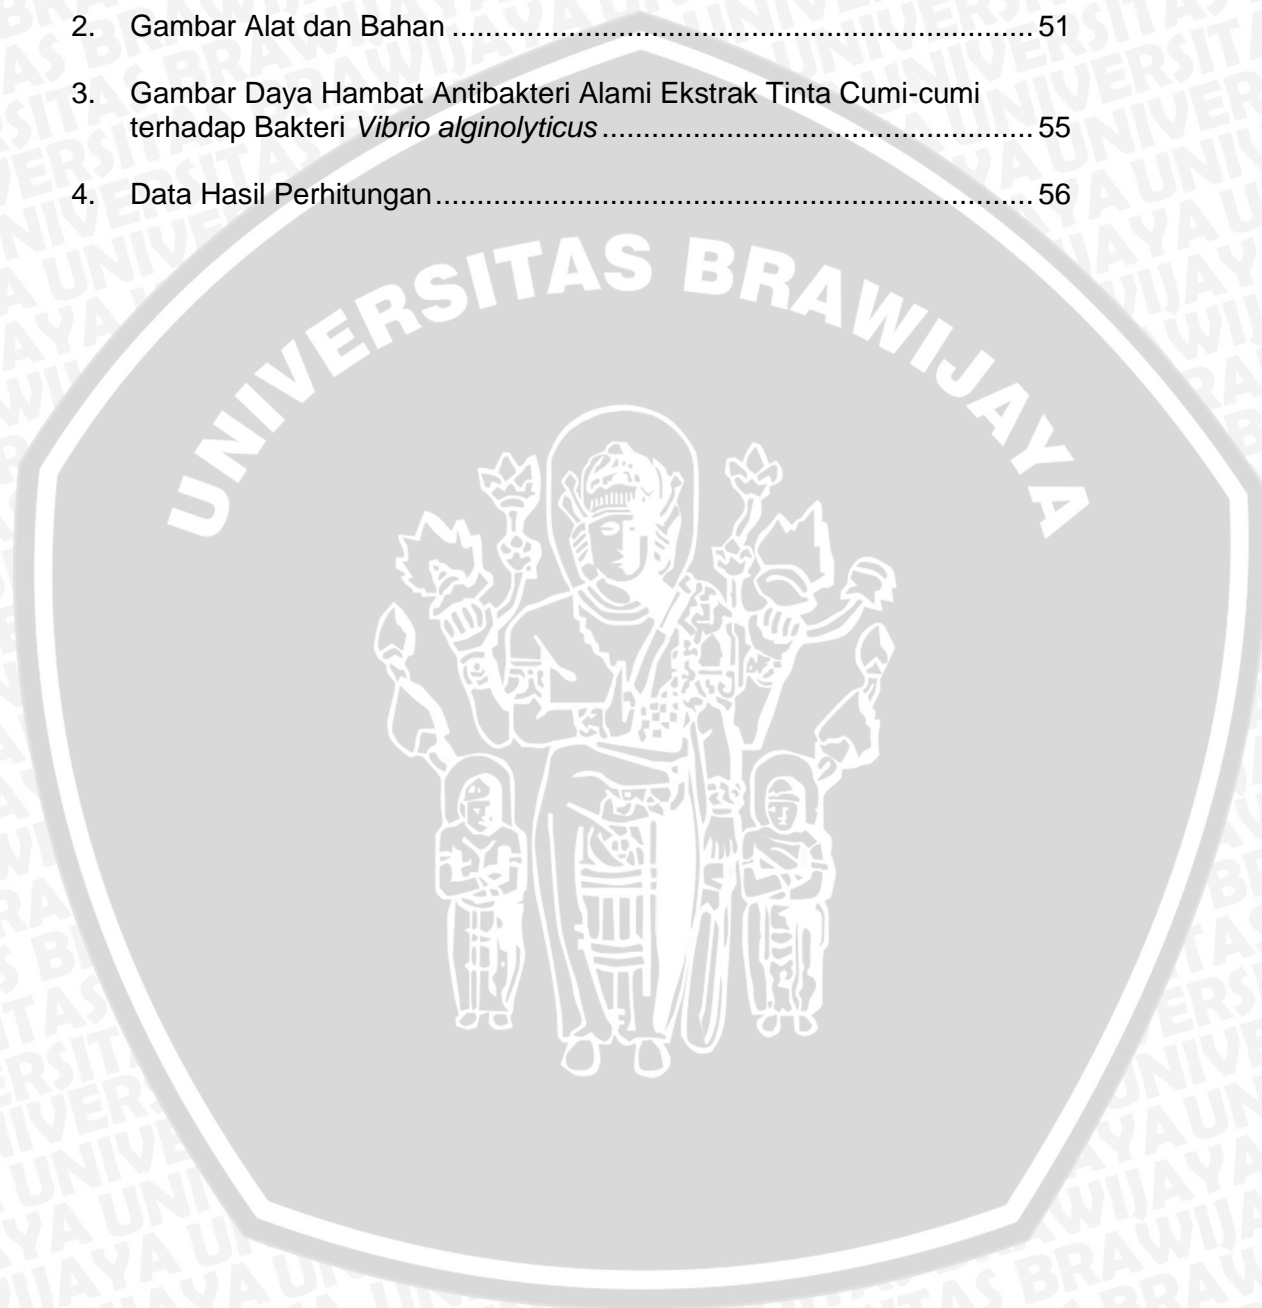 2. Gambar Alat dan Bahan ..................................................................... 51
3. Gambar Daya Hambat Antibakteri Alami Ekstrak Tinta Cumi-cumi
terhadap Bakteri Vibrio alginolyticus .................................................... 55
4. Data Hasil Perhitungan ....................................................................... 56
UNIVERSITAS BRAWIJAYA